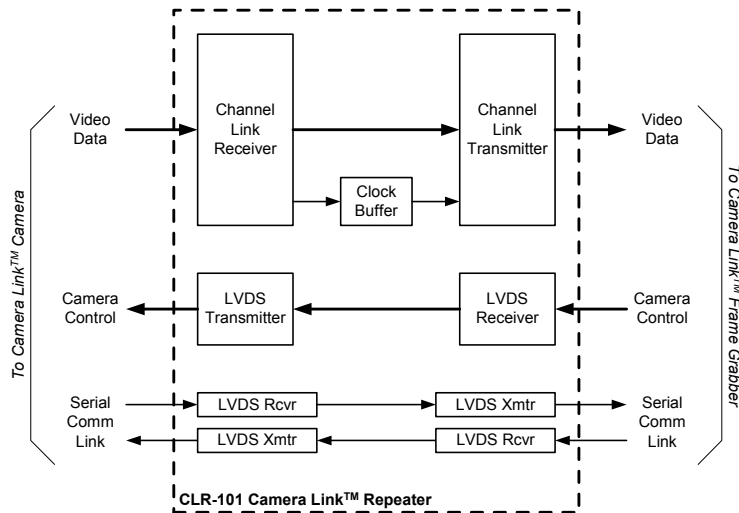 Video
Data
Channel
Link
Receiver
Channel
Link
Transmitter
Video
Data
Clock
Buffer
To Camera Link™ Camera
To Camera Link™ Frame Grabber
Camera
Control
LVDS
Transmitter
LVDS
Receiver
Camera
Control
Serial
Comm
Link
LVDS Rcvr
LVDS Xmtr
LVDS Xmtr
LVDS Rcvr
Serial
Comm
Link
CLR-101 Camera Link™ Repeater